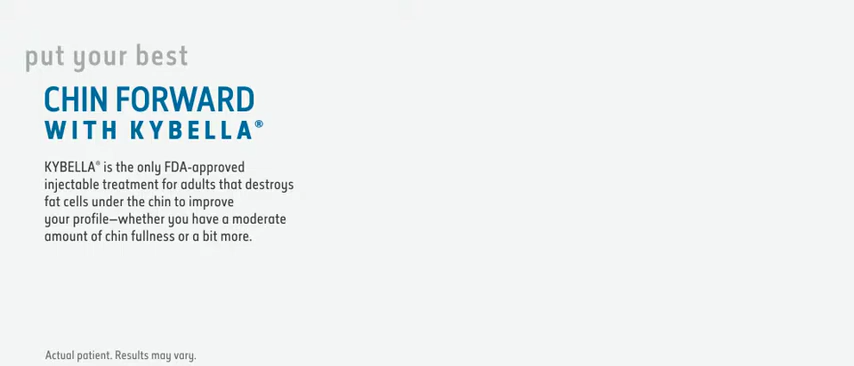 put your best
CHIN FORWARD
WITH KYBELLA®
KYBELLA® is the only FDA-approved
injectable treatment for adults that destroys
fat cells under the chin to improve
your profile—whether you have a moderate
amount of chin fullness or a bit more.
Actual patient. Results may vary.